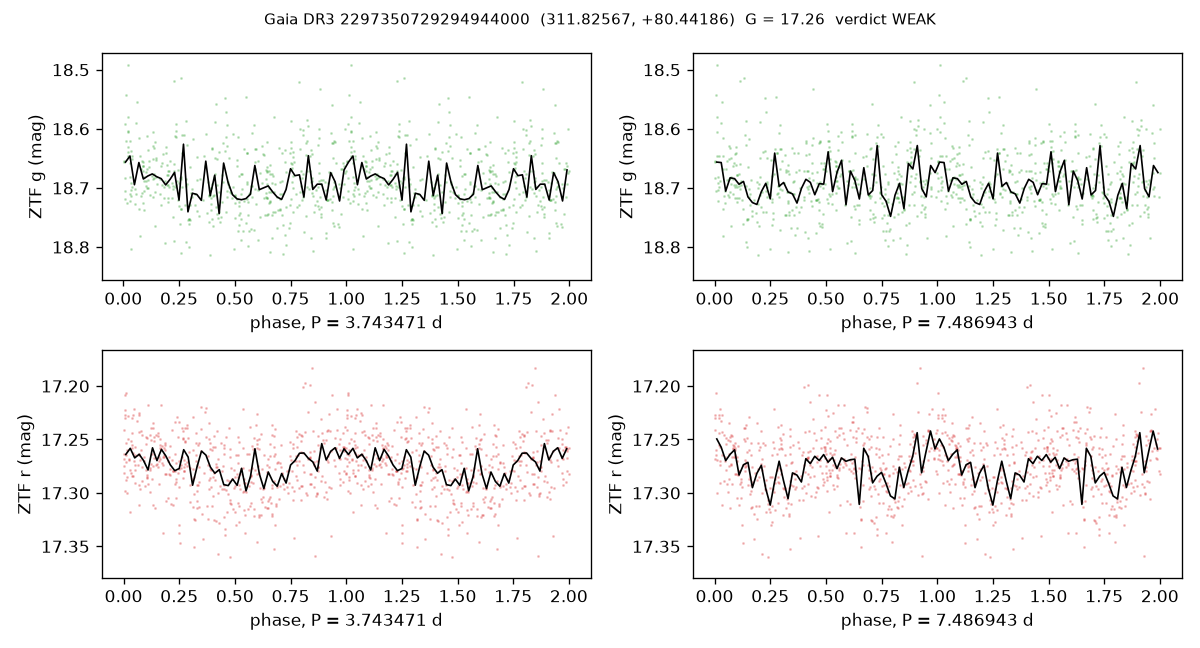 Gaia DR3 2297350729294944000 (311.82567, +80.44186) G = 17.26 verdict WEAK
ZTF g (mag)
18.5
18.6
18.7
18.8
0.00 0.25 0.50 0.75 1.00 1.25 1.50 1.75 2.00
phase, P = 3.743471 d
ZTF g (mag)
18.5
18.6
18.7
18.8
0.00 0.25 0.50 0.75 1.00 1.25 1.50 1.75 2.00
phase, P = 7.486943 d
ZTF r (mag)
17.20
17.25
17.30
17.35
0.00 0.25 0.50 0.75 1.00 1.25 1.50 1.75 2.00
phase, P = 3.743471 d
ZTF r (mag)
17.20
17.25
17.30
17.35
0.00 0.25 0.50 0.75 1.00 1.25 1.50 1.75 2.00
phase, P = 7.486943 d